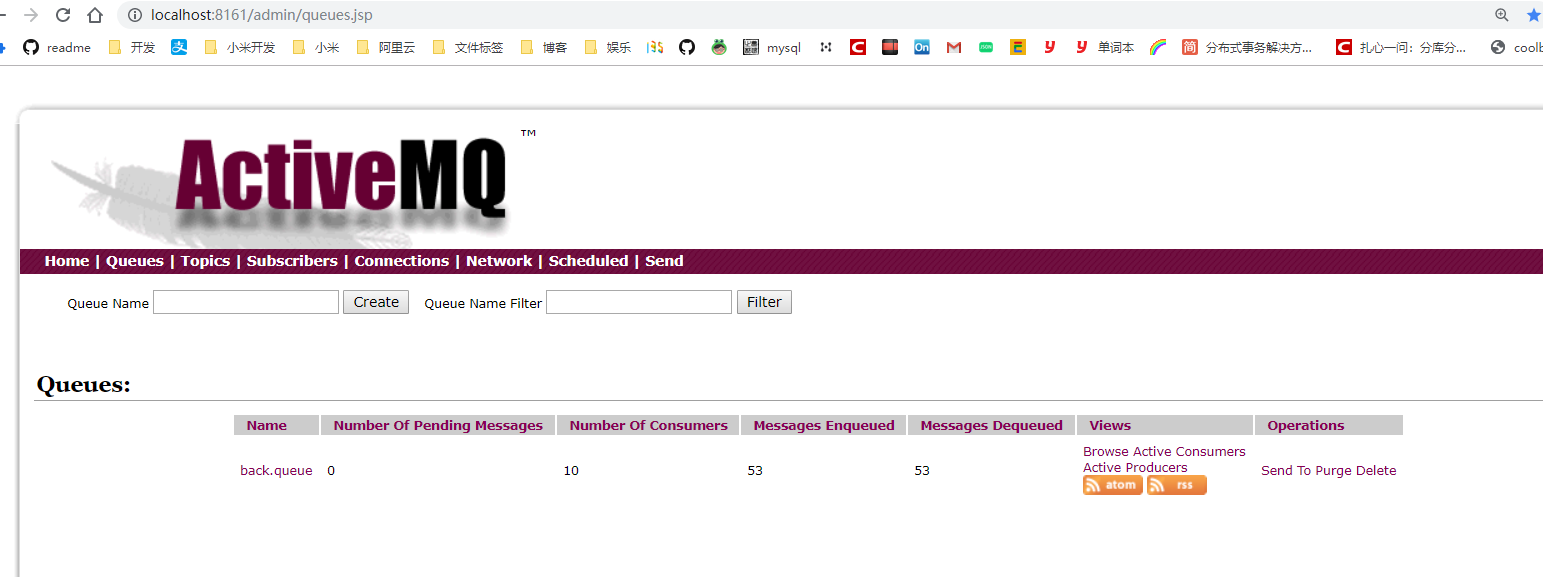 localhost:8161/admin/queues.jsp
readme 开发 小米开发 小米 阿里云 文件标签 博客 娱乐 mysql On 单词本 简 分布式事务解决方... 扎心一问：分库分... coolb
ActiveMQ ™
Home | Queues | Topics | Subscribers | Connections | Network | Scheduled | Send
Queue Name Create Queue Name Filter Filter
Queues:
Name Number Of Pending Messages Number Of Consumers Messages Enqueued Messages Dequeued Views Operations
back.queue 0 10 53 53 Browse Active Consumers
Active Producers
atom rss
Send To Purge Delete